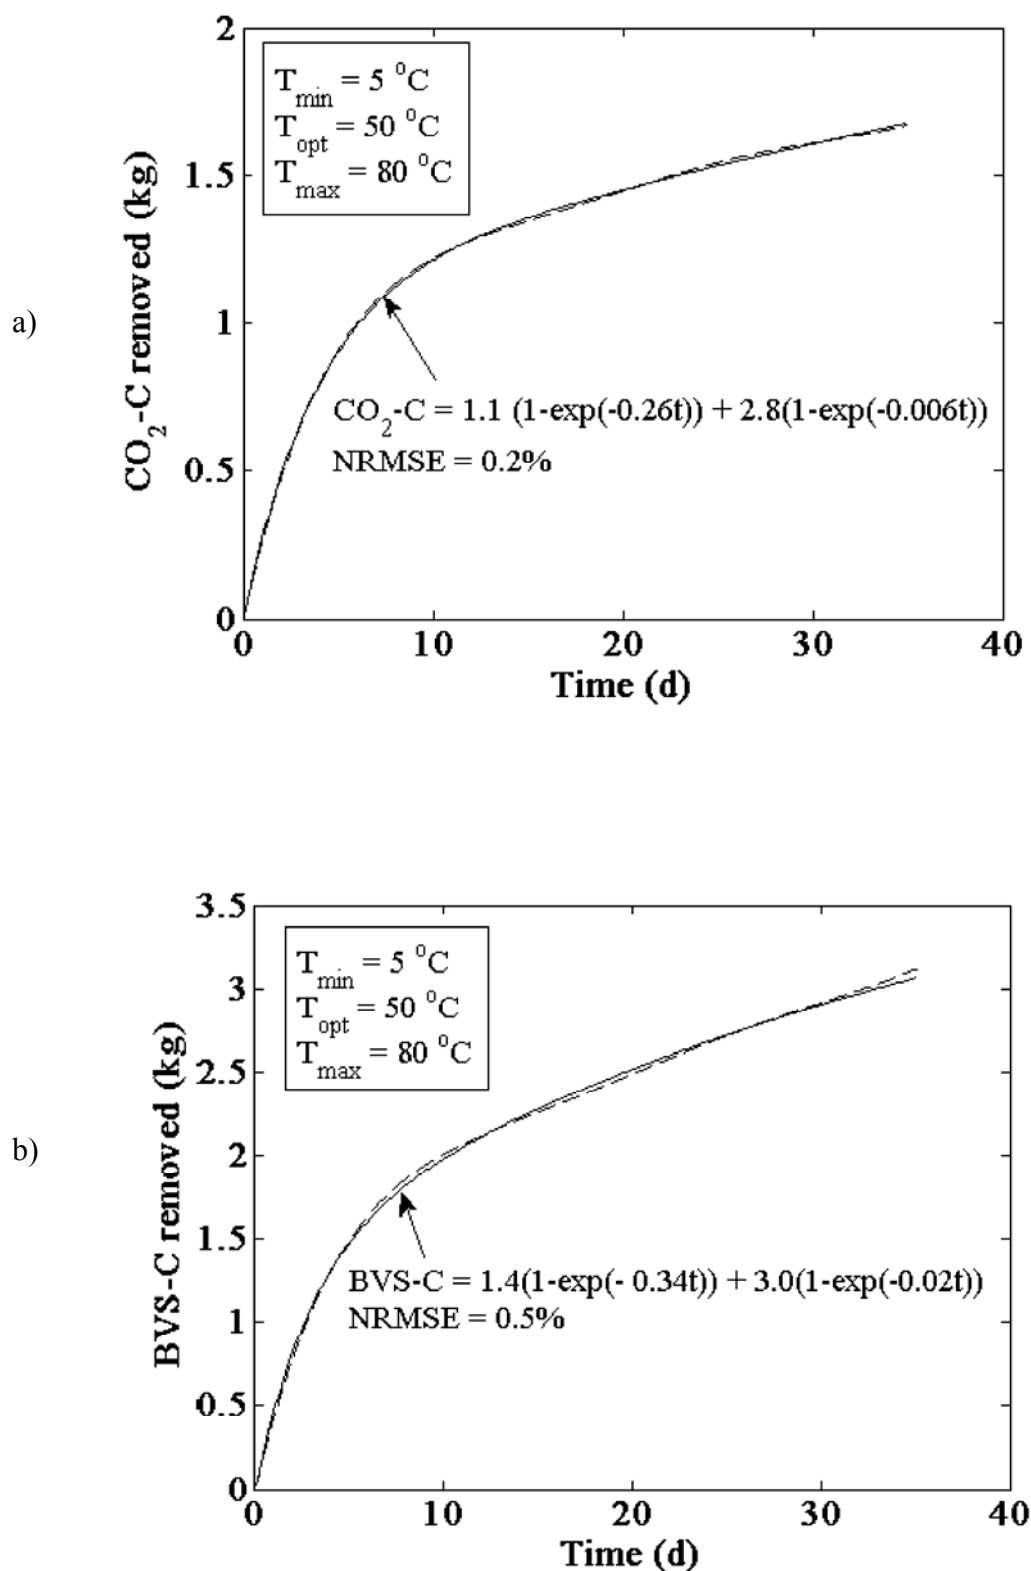 a)
CO₂-C removed (kg)
2
1.5
1
0.5
0
T_min = 5 °C
T_opt = 50 °C
T_max = 80 °C
CO₂-C = 1.1 (1-exp(-0.26t)) + 2.8(1-exp(-0.006t))
NRMSE = 0.2%
0 10 20 30 40
Time (d)
b)
BVS-C removed (kg)
3.5
3
2.5
2
1.5
1
0.5
0
T_min = 5 °C
T_opt = 50 °C
T_max = 80 °C
BVS-C = 1.4(1-exp(- 0.34t)) + 3.0(1-exp(-0.02t))
NRMSE = 0.5%
0 10 20 30 40
Time (d)